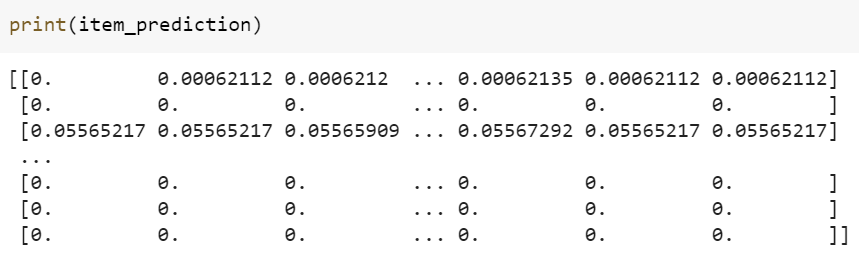 print(item_prediction)
[[0.         0.00062112 0.0006212  ... 0.00062135 0.00062112 0.00062112]
 [0.         0.         0.         ... 0.         0.         0.        ]
 [0.05565217 0.05565217 0.05565909 ... 0.05567292 0.05565217 0.05565217]
 ...
 [0.         0.         0.         ... 0.         0.         0.        ]
 [0.         0.         0.         ... 0.         0.         0.        ]
 [0.         0.         0.         ... 0.         0.         0.        ]]